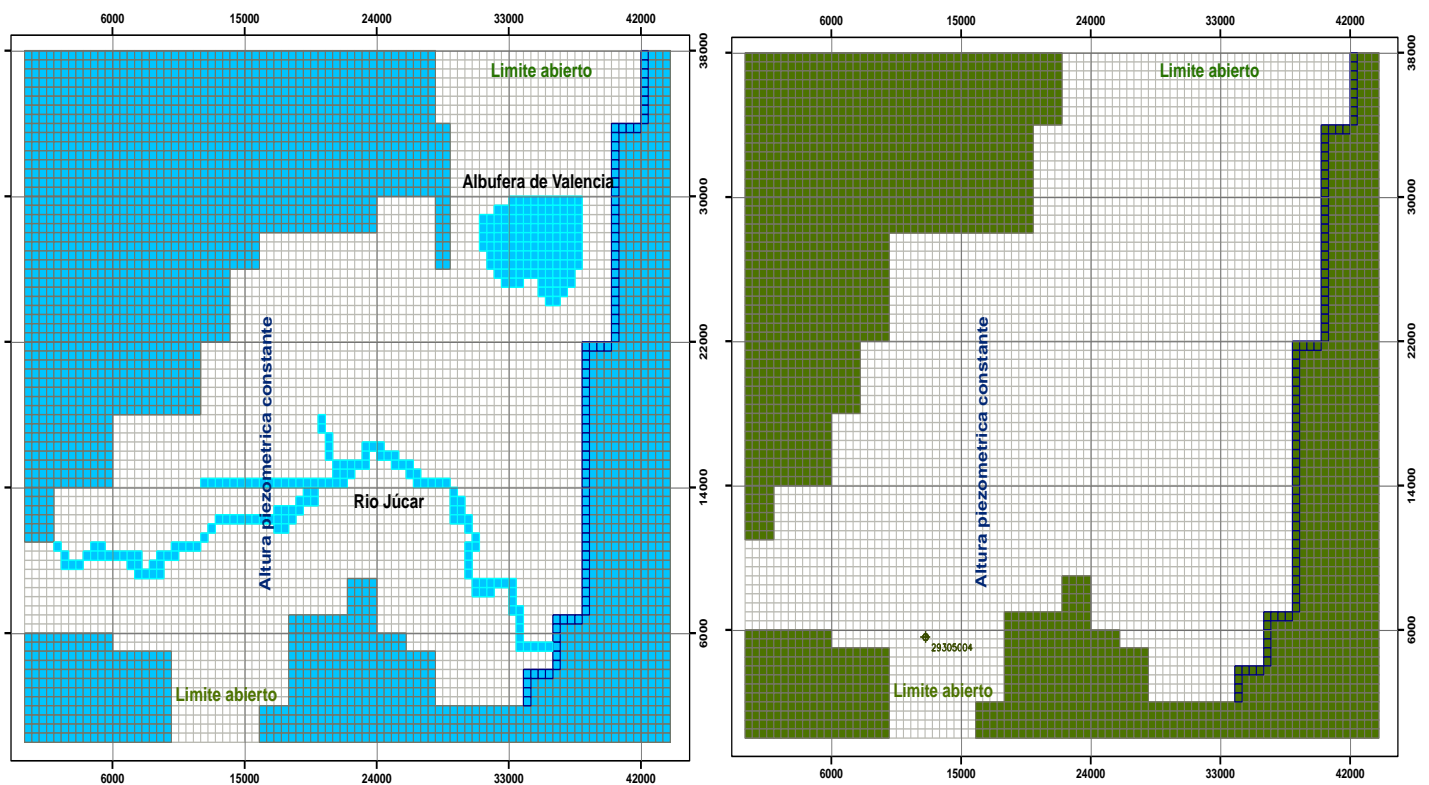 6000 15000 24000 33000 42000
38000
Limite abierto
Albufera de Valencia
30000
22000
Altura piezometrica constante
14000
Rio Júcar
6000
Limite abierto
6000 15000 24000 33000 42000
6000 15000 24000 33000 42000
38000
Limite abierto
30000
22000
Altura piezometrica constante
14000
6000
29305004
Limite abierto
6000 15000 24000 33000 42000